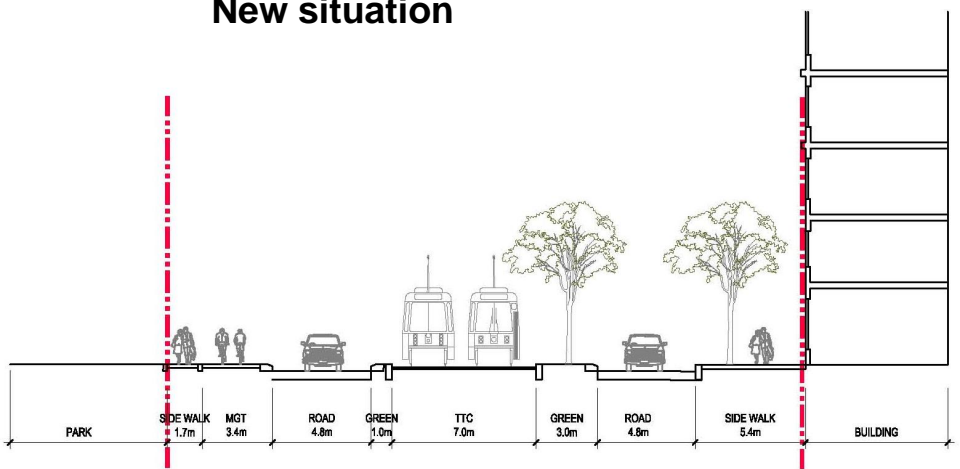 New situation
SIDE WALK MGT ROAD GREEN TTC GREEN ROAD SIDE WALK
PARK 1.7m 3.4m 4.8m 1.0m 7.0m 3.0m 4.8m 5.4m BUILDING